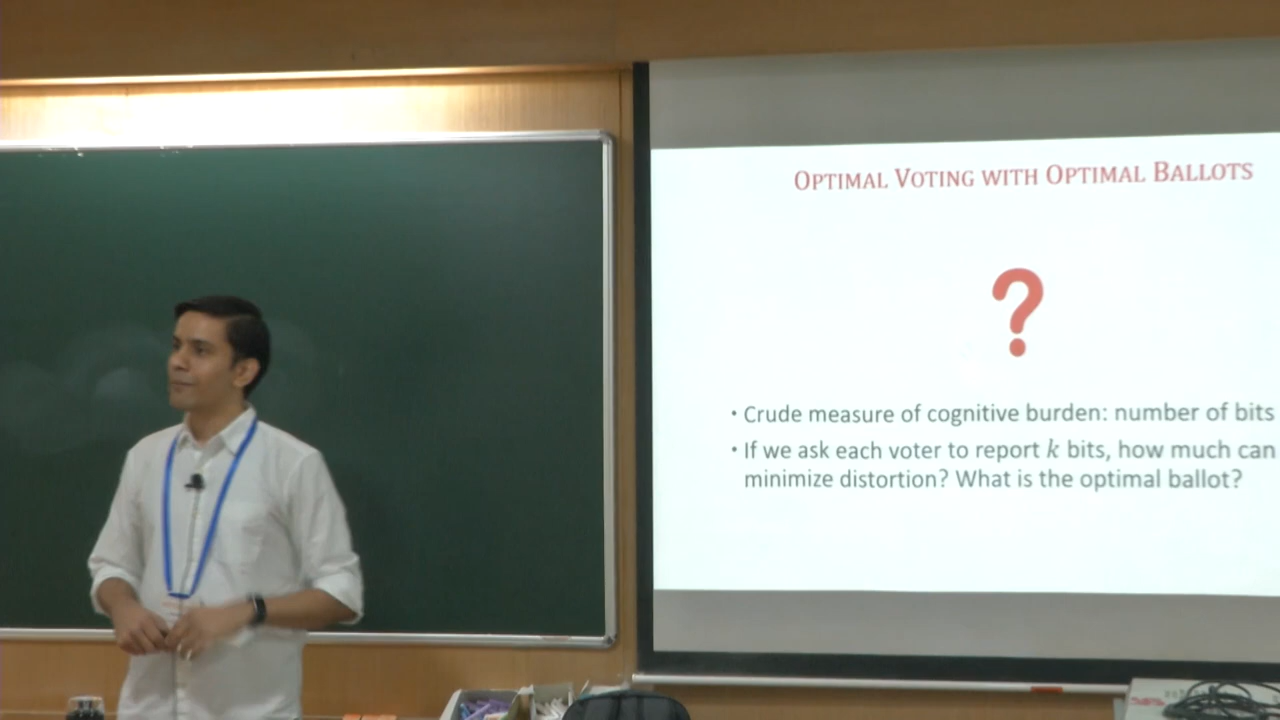 OPTIMAL VOTING WITH OPTIMAL BALLOTS
?
• Crude measure of cognitive burden: number of bits
• If we ask each voter to report k bits, how much can
minimize distortion? What is the optimal ballot?